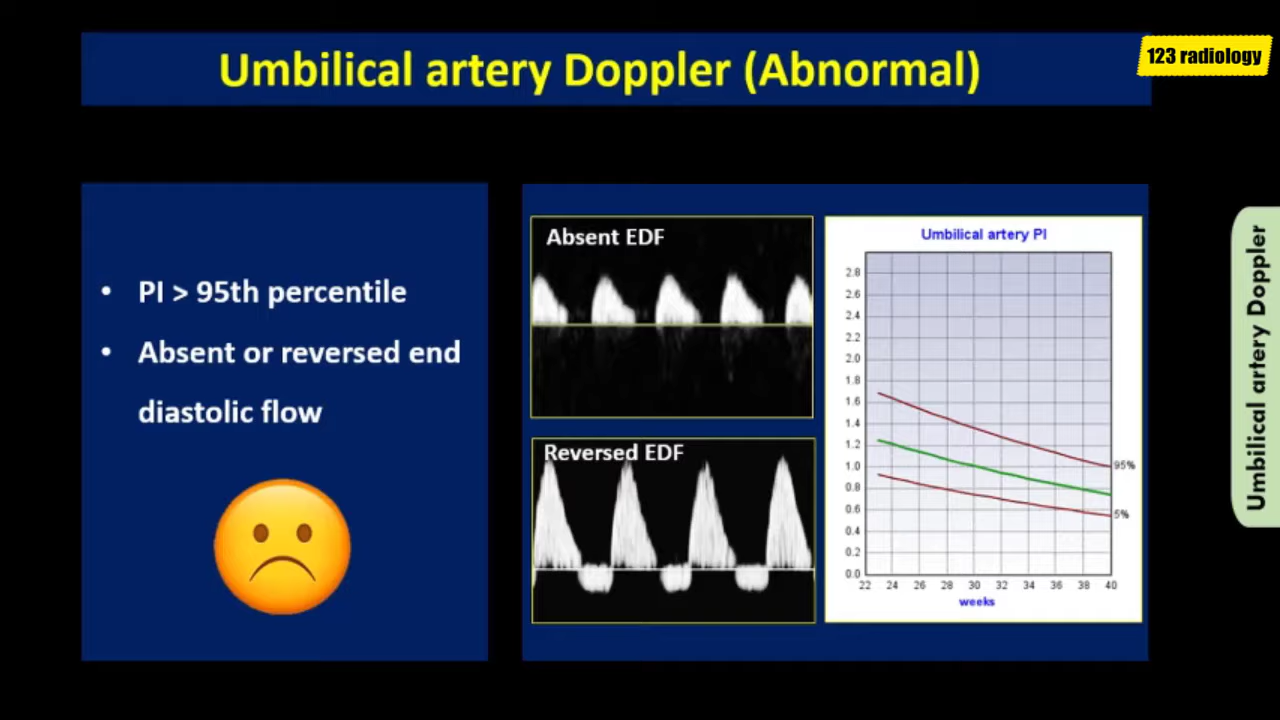 Umbilical artery Doppler (Abnormal)
123 radiology
• PI > 95th percentile
• Absent or reversed end
diastolic flow
Absent EDF
Reversed EDF
Umbilical artery PI
2.8
2.6
2.4
2.2
2.0
1.8
1.6
1.4
1.2
1.0
0.8
0.6
0.4
0.2
0.0
95%
5%
22 24 26 28 30 32 34 36 38 40
weeks
Umbilical artery Doppler